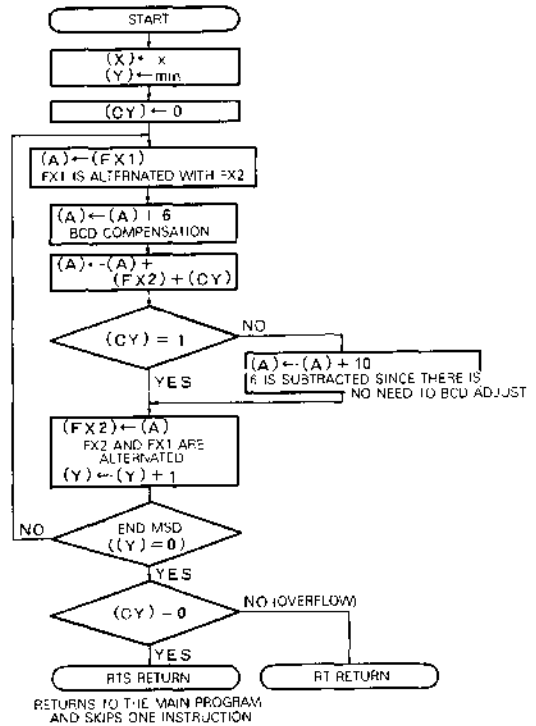 START
(X)← x
(Y)←min
(CY)← 0
(A)←(FX1)
FX1 IS ALTERNATED WITH FX2
(A)←(A) + 6
BCD COMPENSATION
(A)←(A) +
(FX2) + (CY)
(CY) = 1
NO
YES
(A)←(A) + 10
6 IS SUBTRACTED SINCE THERE IS
NO NEED TO BCD ADJUST
(FX2)←(A)
FX2 AND FX1 ARE
ALTERNATED
(Y)←(Y) + 1
NO
END MSD
((Y)=0)
YES
(CY) = 0
NO (OVERFLOW)
YES
RTS RETURN
RT RETURN
RETURNS TO THE MAIN PROGRAM
AND SKIPS ONE INSTRUCTION